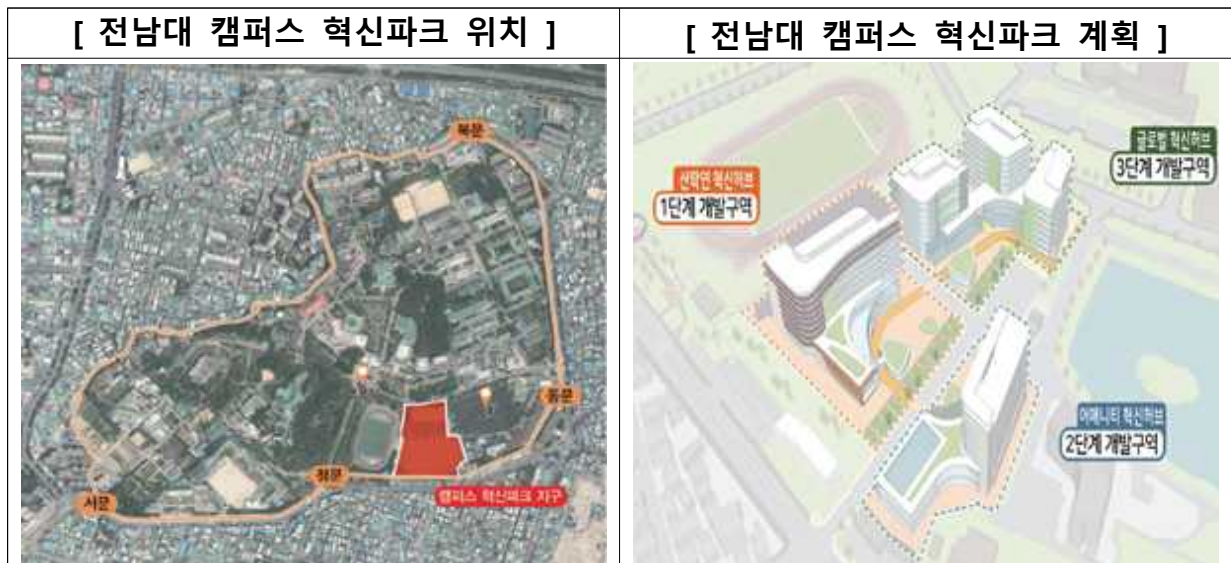 [ 전남대 캠퍼스 혁신파크 위치 ]
[ 전남대 캠퍼스 혁신파크 계획 ]
북문
동문
정문
서문
캠퍼스 혁신파크 지구
산학연 혁신허브
1단계 개발구역
글로벌 혁신허브
3단계 개발구역
어매니티 혁신허브
2단계 개발구역